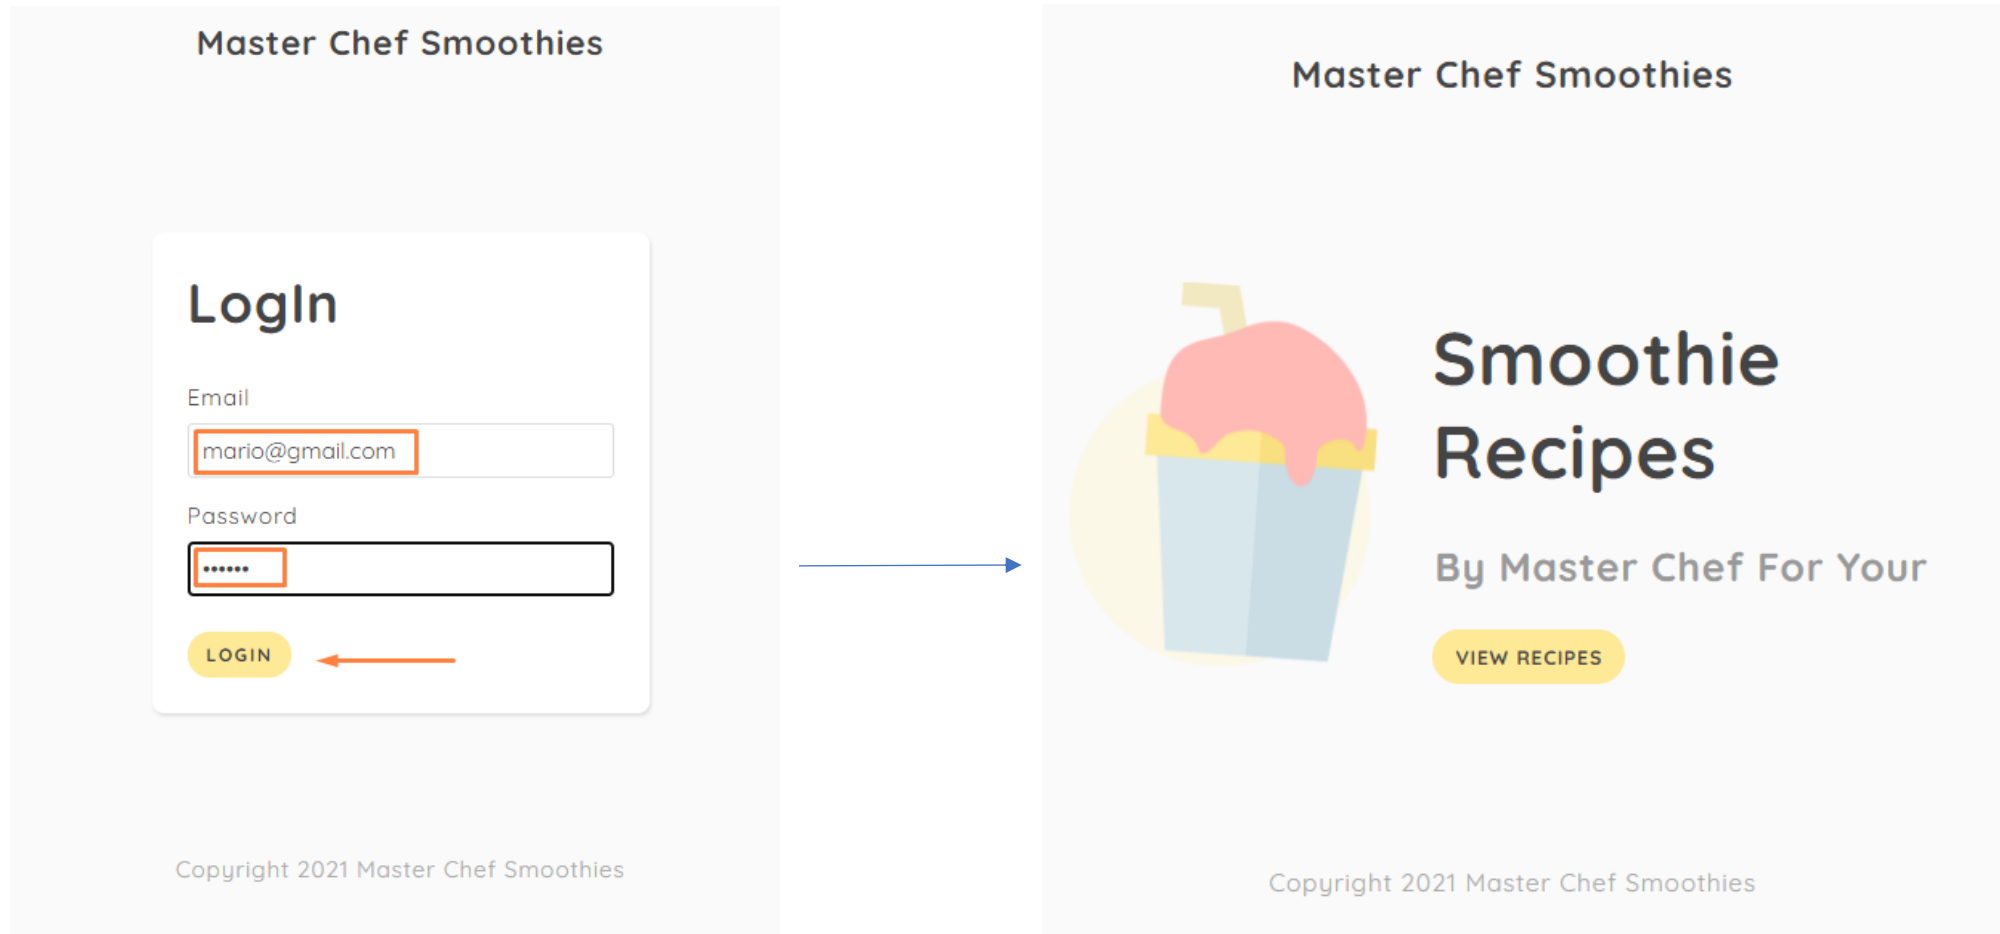 Master Chef Smoothies
LogIn
Email
mario@gmail.com
Password
••••••
LOGIN
Copyright 2021 Master Chef Smoothies
Master Chef Smoothies
Smoothie
Recipes
By Master Chef For Your
VIEW RECIPES
Copyright 2021 Master Chef Smoothies